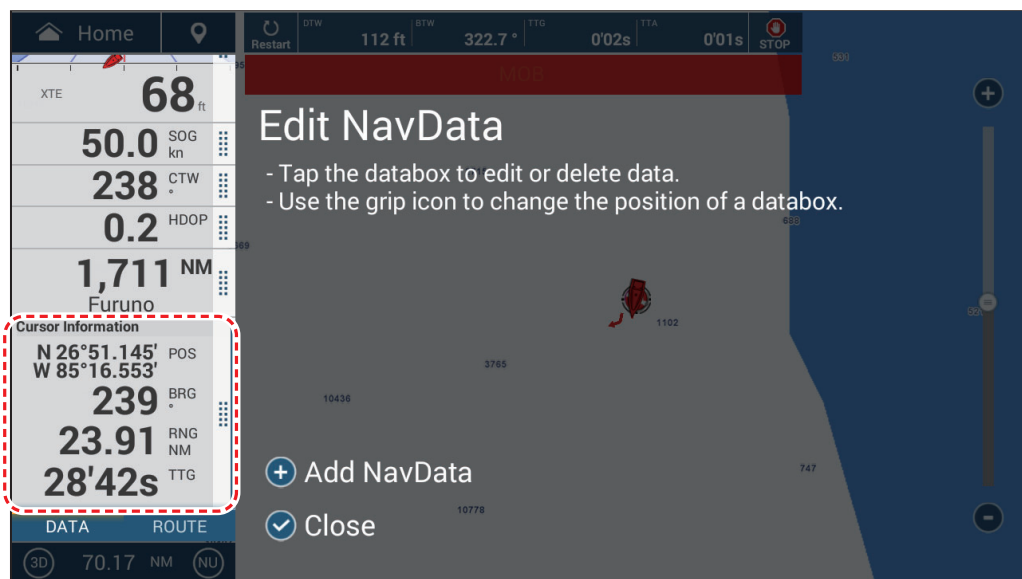 Home
Restart
DTW
112 ft
BTW
322.7 °
TTG
0'02s
TTA
0'01s
STOP
MOB
XTE 68 ft
50.0 SOG kn
238 CTW °
0.2 HDOP
1,711 NM
Furuno
Cursor Information
N 26°51.145' POS
W 85°16.553'
239 BRG °
23.91 RNG NM
28'42s TTG
DATA ROUTE
3D 70.17 NM NU
Edit NavData
- Tap the databox to edit or delete data.
- Use the grip icon to change the position of a databox.
531
688
1102
3765
10436
747
10778
Add NavData
Close